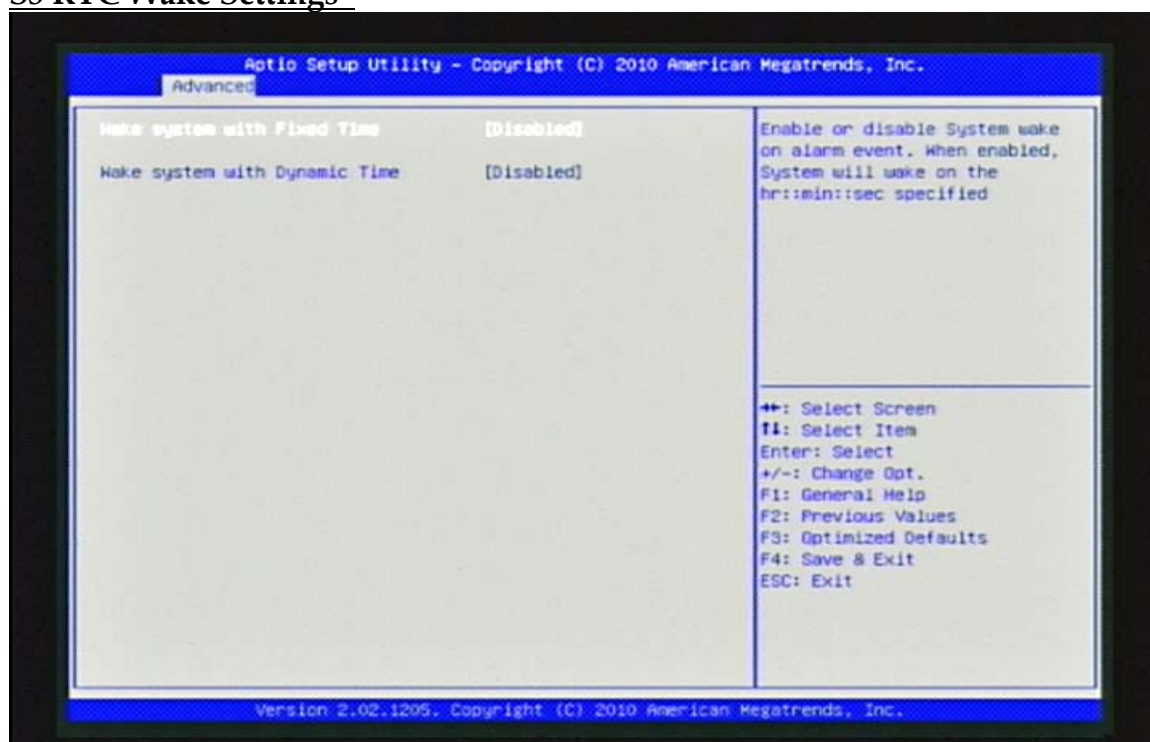 RTC Wake Settings
Aptio Setup Utility - Copyright (C) 2010 American Megatrends, Inc.
Advanced
Wake system with Fixed Time [Disabled]
Wake system with Dynamic Time [Disabled]
Enable or disable System wake
on alarm event. When enabled,
System will wake on the
hr::min::sec specified
→←: Select Screen
↑↓: Select Item
Enter: Select
+/-: Change Opt.
F1: General Help
F2: Previous Values
F3: Optimized Defaults
F4: Save & Exit
ESC: Exit
Version 2.02.1205. Copyright (C) 2010 American Megatrends, Inc.